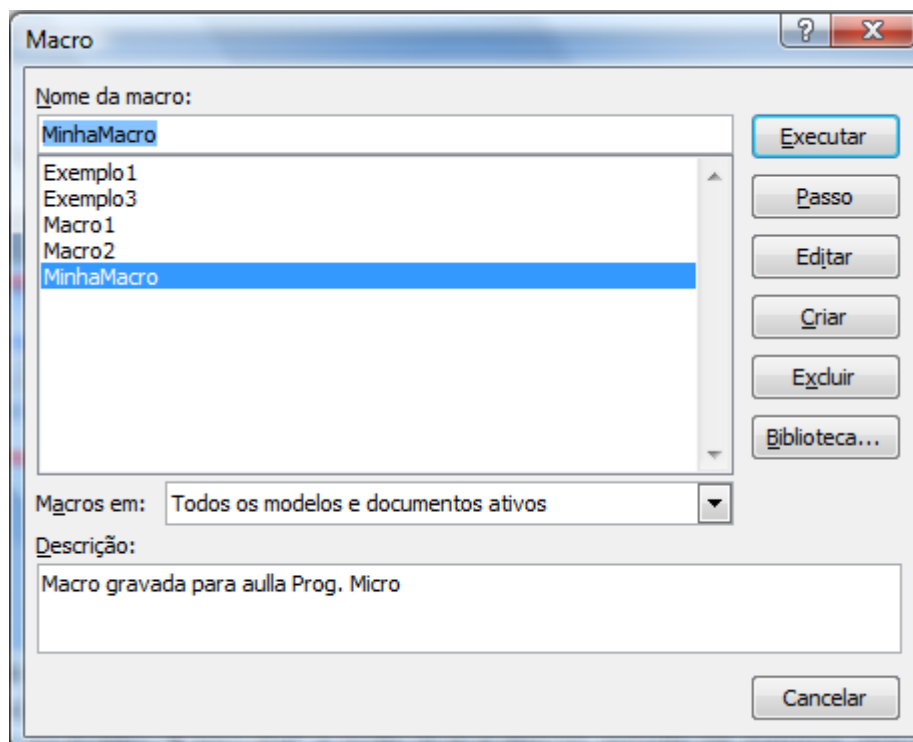 Macro
Nome da macro:
MinhaMacro
Executar
Exemplo1
Exemplo3
Macro1
Macro2
MinhaMacro
Passo
Editar
Criar
Excluir
Biblioteca...
Macros em: Todos os modelos e documentos ativos
Descrição:
Macro gravada para aulla Prog. Micro
Cancelar